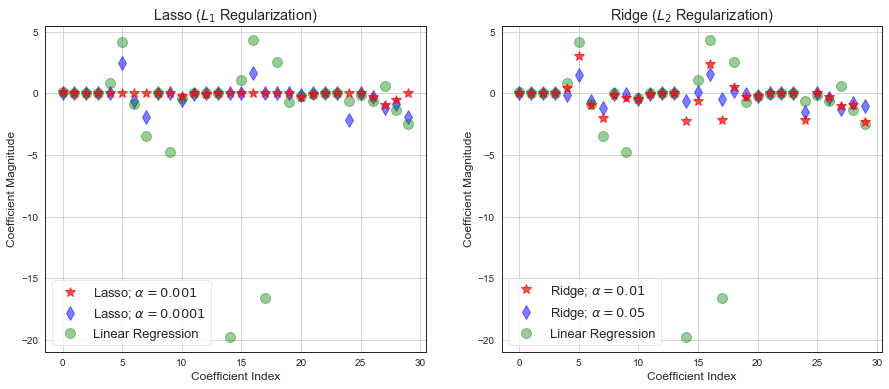 Lasso (L₁ Regularization)
5
0
−5
−10
−15
−20
Coefficient Magnitude
Lasso; α = 0.001
Lasso; α = 0.0001
Linear Regression
0 5 10 15 20 25 30
Coefficient Index
Ridge (L₂ Regularization)
5
0
−5
−10
−15
−20
Coefficient Magnitude
Ridge; α = 0.01
Ridge; α = 0.05
Linear Regression
0 5 10 15 20 25 30
Coefficient Index